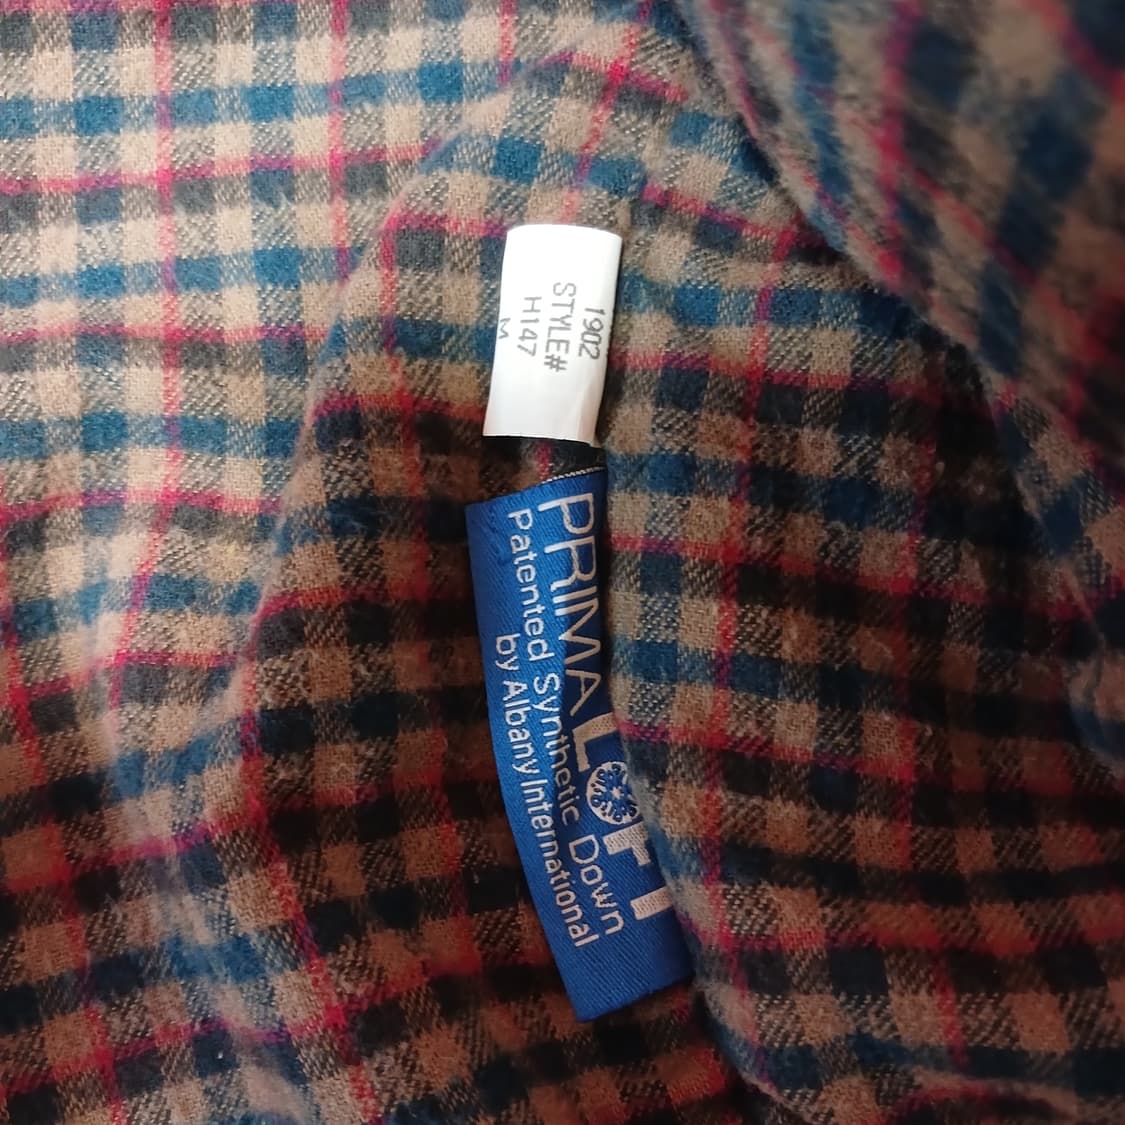 1902
STYLE#
H147
M
PRIMALOFT
Patented Synthetic Down
by Albany International